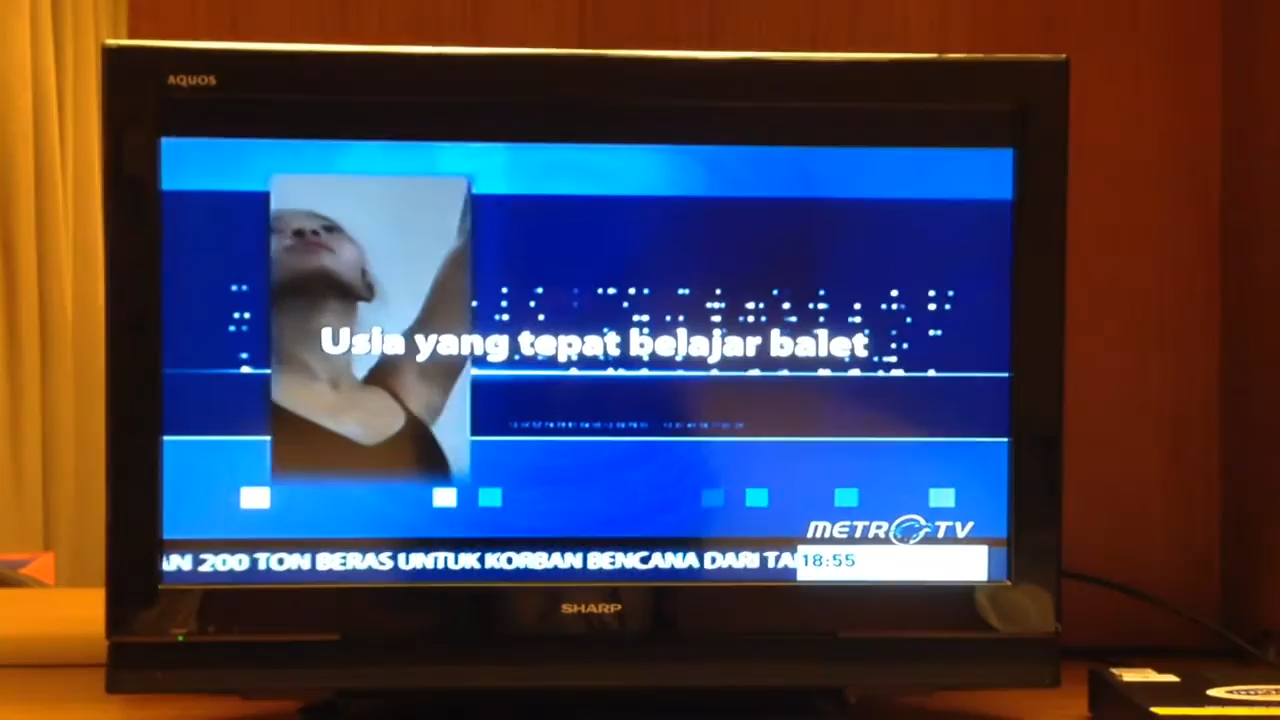 AQUOS
Usia yang tepat belajar balet
METRO TV
AN 200 TON BERAS UNTUK KORBAN BENCANA DARI TA
18:55
SHARP